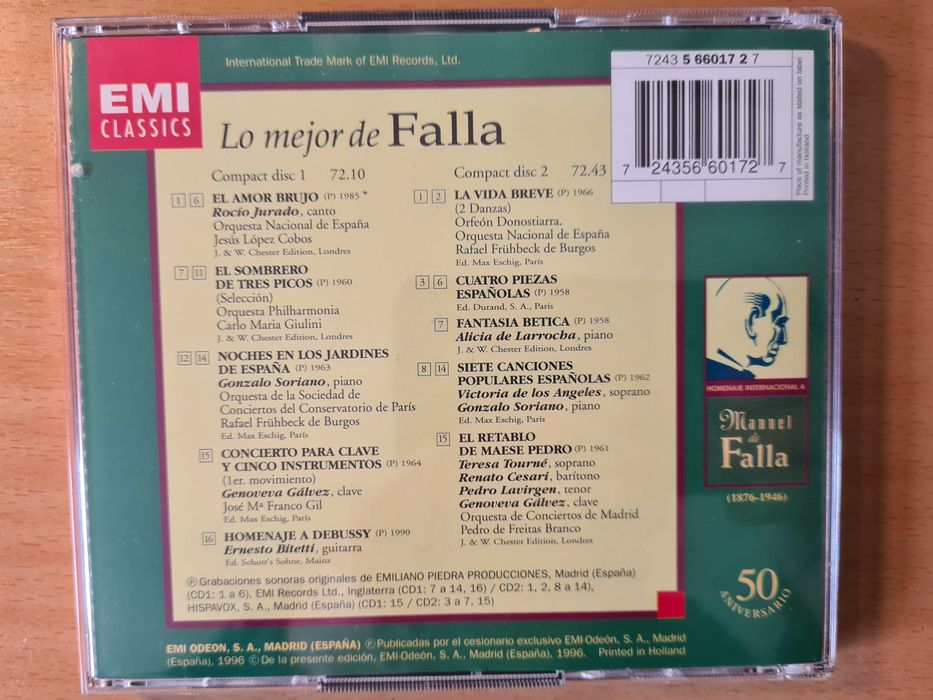 International Trade Mark of EMI Records, Ltd.
EMI
CLASSICS
7243 5 66017 2 7
7 24356 60172 7
Place of manufacture as stated on label
Printed in Holland
Lo mejor de Falla
Compact disc 1 72.10
1 6 EL AMOR BRUJO (P) 1985 *
Rocío Jurado, canto
Orquesta Nacional de España
Jesús López Cobos
J. & W. Chester Edition, Londres
7 11 EL SOMBRERO
DE TRES PICOS (P) 1960
(Selección)
Orquesta Philharmonia
Carlo Maria Giulini
J. & W. Chester Edition, Londres
12 14 NOCHES EN LOS JARDINES
DE ESPAÑA (P) 1963
Gonzalo Soriano, piano
Orquesta de la Sociedad de
Conciertos del Conservatorio de París
Rafael Frühbeck de Burgos
Ed. Max Eschig, París
15 CONCIERTO PARA CLAVE
Y CINCO INSTRUMENTOS (P) 1964
(1er. movimiento)
Genoveva Gálvez, clave
José Mª Franco Gil
Ed. Max Eschig, París
16 HOMENAJE A DEBUSSY (P) 1990
Ernesto Bitetti, guitarra
Ed. Schott's Sohne, Mainz
Compact disc 2 72.43
1 2 LA VIDA BREVE (P) 1966
(2 Danzas)
Orfeón Donostiarra.
Orquesta Nacional de España
Rafael Frühbeck de Burgos
Ed. Max Eschig, París
3 6 CUATRO PIEZAS
ESPAÑOLAS (P) 1958
Ed. Durand, S. A., París
7 FANTASIA BETICA (P) 1958
Alicia de Larrocha, piano
J. & W. Chester Edition, Londres
8 14 SIETE CANCIONES
POPULARES ESPAÑOLAS (P) 1962
Victoria de los Angeles, soprano
Gonzalo Soriano, piano
Ed. Max Eschig, París
15 EL RETABLO
DE MAESE PEDRO (P) 1961
Teresa Tourné, soprano
Renato Cesari, barítono
Pedro Lavirgen, tenor
Genoveva Gálvez, clave
Orquesta de Conciertos de Madrid
Pedro de Freitas Branco
J. & W. Chester Edition, Londres
HOMENAJE INTERNACIONAL A:
Manuel
de
Falla
(1876-1946)
50
ANIVERSARIO
℗Grabaciones sonoras originales de EMILIANO PIEDRA PRODUCCIONES, Madrid (España)
(CD1: 1 a 6), EMI Records Ltd., Inglaterra (CD1: 7 a 14, 16) / CD2: 1, 2, 8 a 14),
HISPAVOX, S. A., Madrid (España) (CD1: 15 / CD2: 3 a 7, 15)
EMI ODEON, S. A., MADRID (ESPAÑA) ℗Publicadas por el cesionario exclusivo EMI-Odeón, S. A., Madrid
(España), 1996 © De la presente edición, EMI-Odeón, S. A., Madrid (España), 1996. Printed in Holland